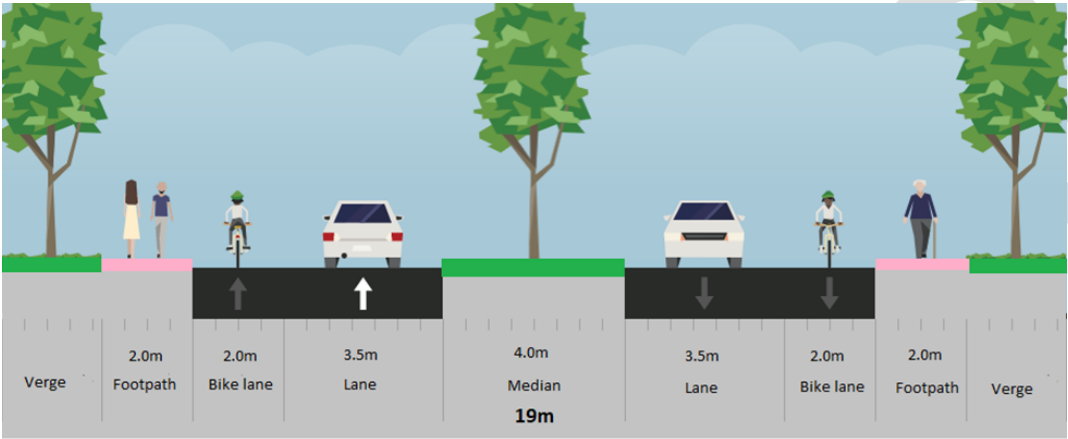 2.0m
2.0m
3.5m
4.0m
3.5m
2.0m
2.0m
Verge
Footpath
Bike lane
Lane
Median
Lane
Bike lane
Footpath
Verge
19m